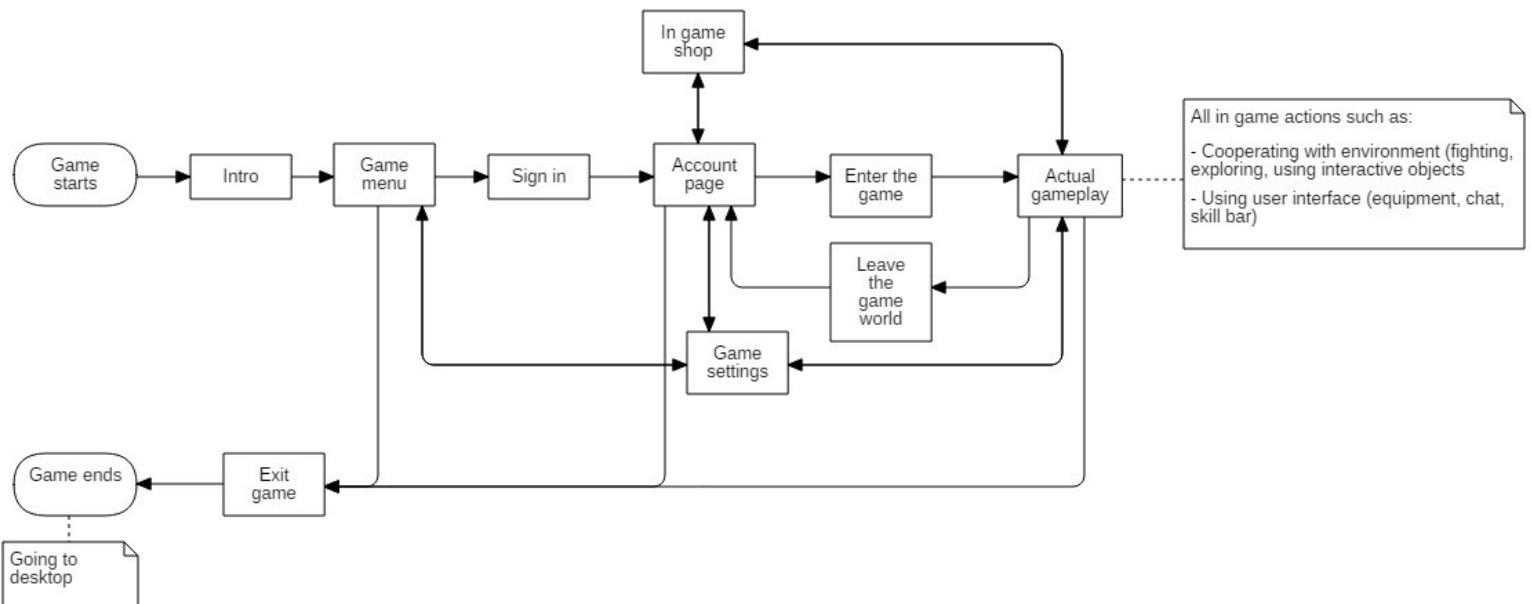 In game
shop
All in game actions such as:
- Cooperating with environment (fighting,
exploring, using interactive objects
- Using user interface (equipment, chat,
skill bar)
Game
starts
Intro
Game
menu
Sign in
Account
page
Enter the
game
Actual
gameplay
Leave
the
game
world
Game
settings
Game ends
Exit
game
Going to
desktop